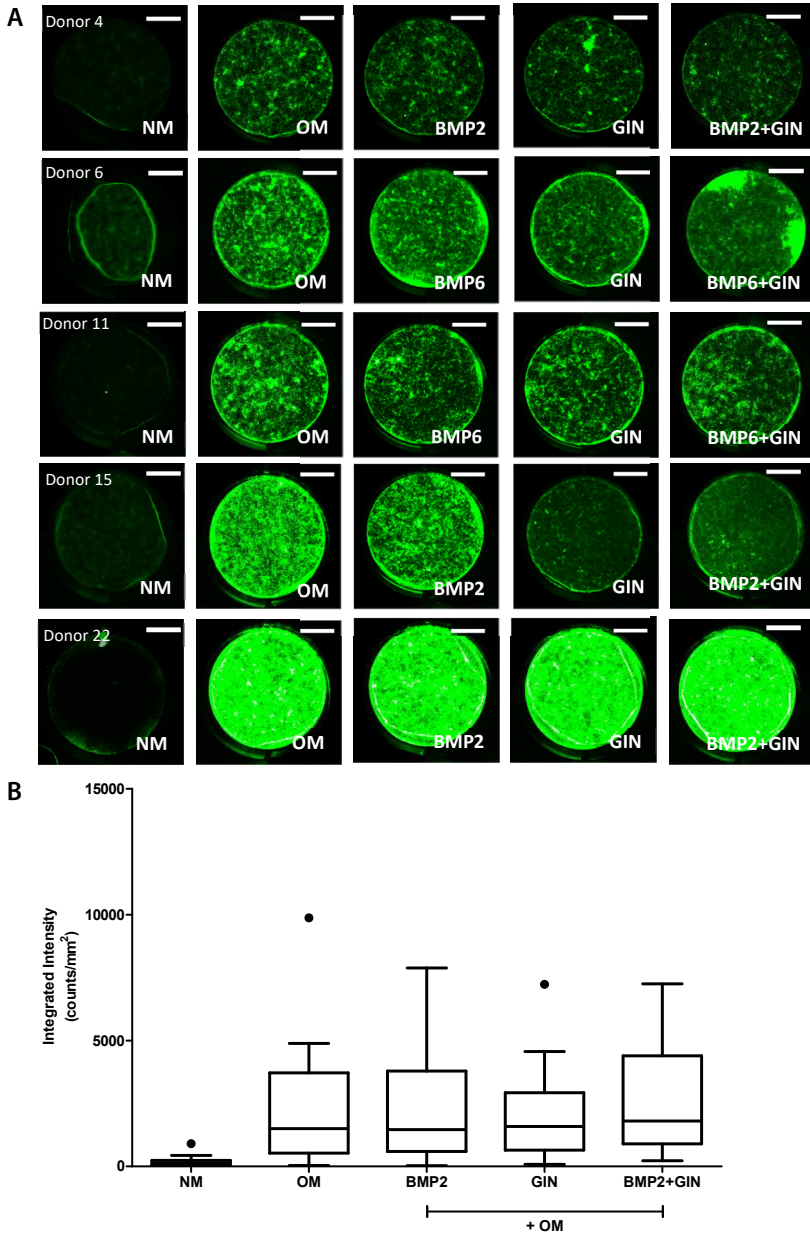 A
Donor 4
NM
OM
BMP2
GIN
BMP2+GIN
Donor 6
NM
OM
BMP6
GIN
BMP6+GIN
Donor 11
NM
OM
BMP6
GIN
BMP6+GIN
Donor 15
NM
OM
BMP2
GIN
BMP2+GIN
Donor 22
NM
OM
BMP2
GIN
BMP2+GIN
B
Integrated Intensity
(counts/mm²)
15000
10000
5000
0
NM OM BMP2 GIN BMP2+GIN
+ OM